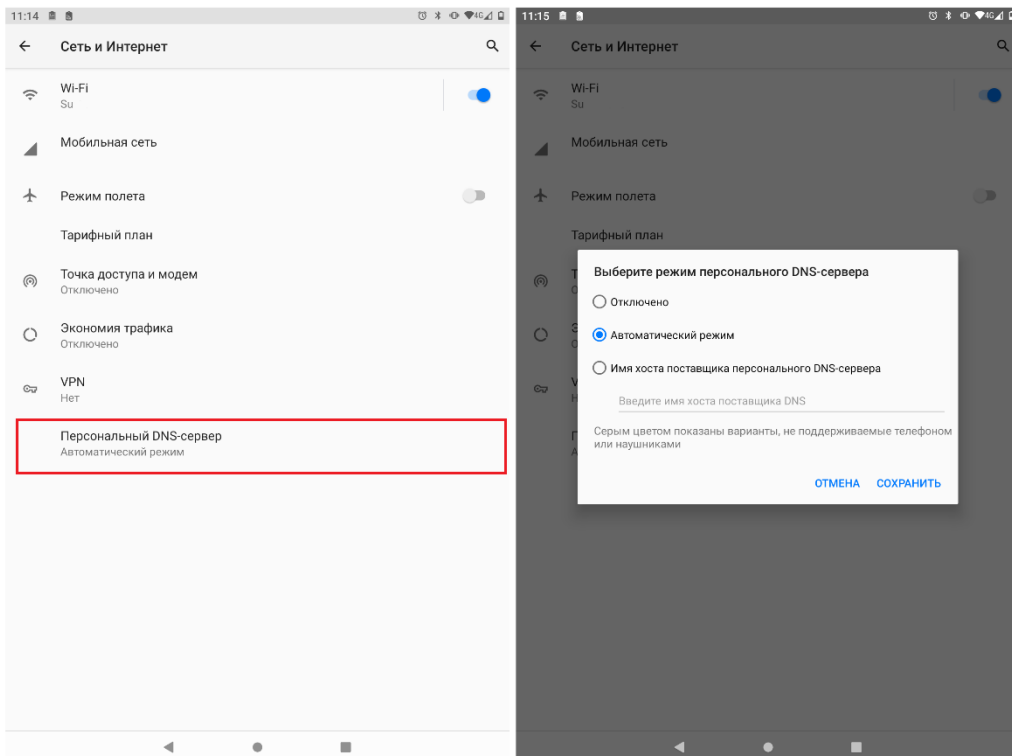 11:14
4G
Сеть и Интернет
Wi-Fi
Su
Мобильная сеть
Режим полета
Тарифный план
Точка доступа и модем
Отключено
Экономия трафика
Отключено
VPN
Нет
Персональный DNS-сервер
Автоматический режим
11:15
4G
Сеть и Интернет
Wi-Fi
Su
Мобильная сеть
Режим полета
Тарифный план
Выберите режим персонального DNS-сервера
Отключено
Автоматический режим
Имя хоста поставщика персонального DNS-сервера
Введите имя хоста поставщика DNS
Серым цветом показаны варианты, не поддерживаемые телефоном
или наушниками
ОТМЕНА СОХРАНИТЬ